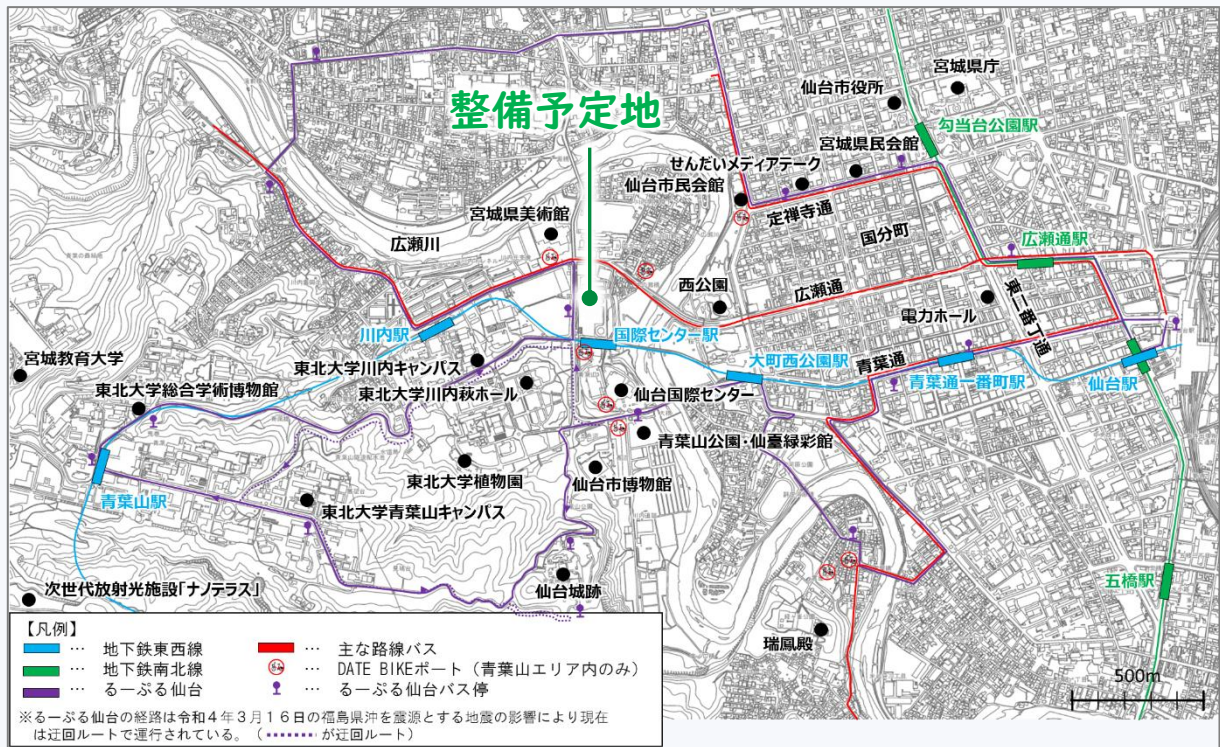 宮城県庁
仙台市役所
整備予定地
勾当台公園駅
宮城県民会館
せんだいメディアテーク
仙台市民会館
定禅寺通
宮城県美術館
国分町
広瀬川
広瀬通駅
西公園
広瀬通
電力ホール
東二番丁通
川内駅
国際センター駅
宮城教育大学
東北大学川内キャンパス
大町西公園駅
青葉通
青葉通一番町駅
仙台駅
東北大学総合学術博物館
東北大学川内萩ホール
仙台国際センター
青葉山公園・仙臺緑彩館
東北大学植物園
仙台市博物館
青葉山駅
東北大学青葉山キャンパス
次世代放射光施設「ナノテラス」
仙台城跡
五橋駅
瑞鳳殿
【凡例】
… 地下鉄東西線
… 主な路線バス
… 地下鉄南北線
… DATE BIKEポート（青葉山エリア内のみ）
… るーぷる仙台
… るーぷる仙台バス停
※るーぷる仙台の経路は令和４年３月１６日の福島県沖を震源とする地震の影響により現在
は迂回ルートで運行されている。（ が迂回ルート）
500m